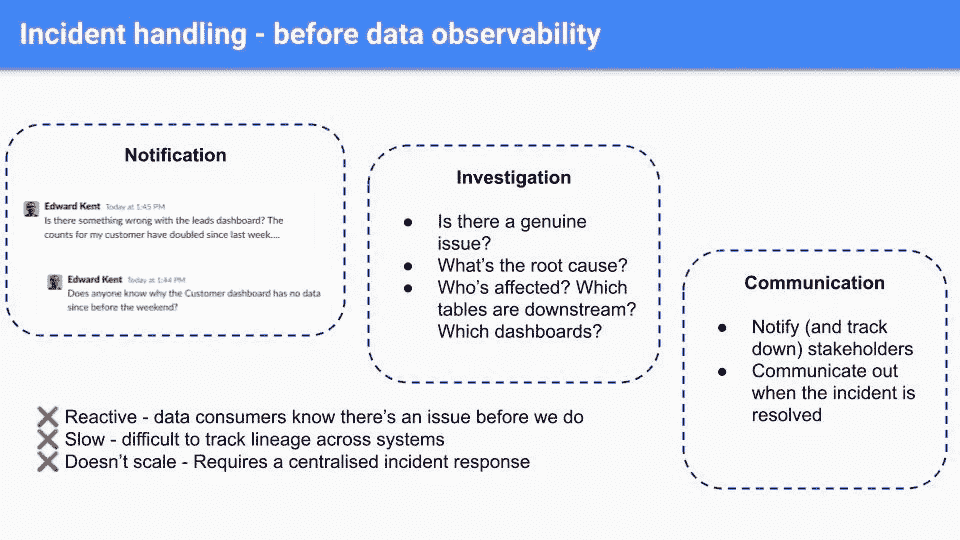 Incident handling - before data observability
Notification
Edward Kent Today at 1:45 PM
Is there something wrong with the leads dashboard? The
counts for my customer have doubled since last week....
Edward Kent Today at 1:44 PM
Does anyone know why the Customer dashboard has no data
since before the weekend?
Investigation
● Is there a genuine
issue?
● What's the root cause?
● Who's affected? Which
tables are downstream?
Which dashboards?
Communication
● Notify (and track
down) stakeholders
● Communicate out
when the incident is
resolved
❌ Reactive - data consumers know there's an issue before we do
❌ Slow - difficult to track lineage across systems
❌ Doesn't scale - Requires a centralised incident response